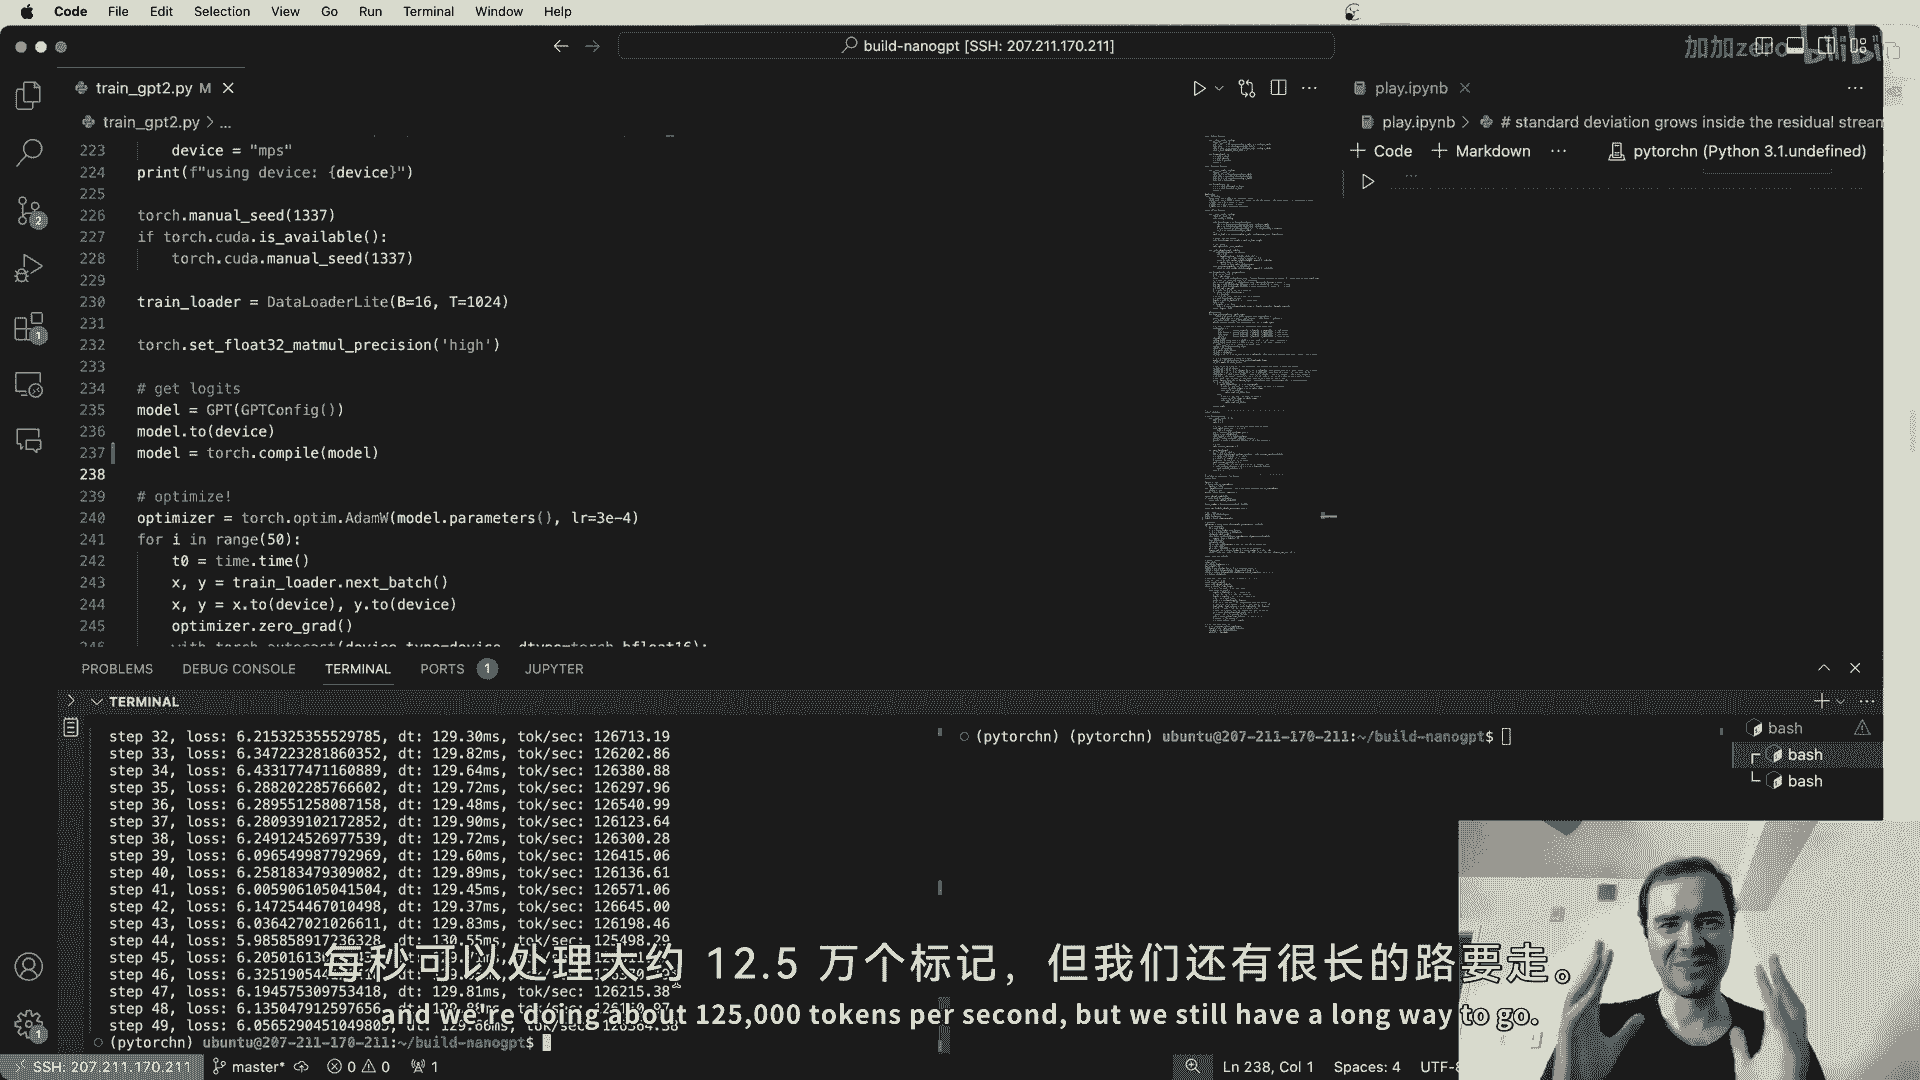 Code File Edit Selection View Go Run Terminal Window Help
build-nanogpt [SSH: 207.211.170.211]
加加zero
train_gpt2.py M
play.ipynb
train_gpt2.py > ...
play.ipynb > # standard deviation grows inside the residual stream
+ Code + Markdown ... pytorchn (Python 3.1.undefined)
223 device = "mps"
224 print(f"using device: {device}")
225
226 torch.manual_seed(1337)
227 if torch.cuda.is_available():
228 torch.cuda.manual_seed(1337)
229
230 train_loader = DataLoaderLite(B=16, T=1024)
231
232 torch.set_float32_matmul_precision('high')
233
234 # get logits
235 model = GPT(GPTConfig())
236 model.to(device)
237 model = torch.compile(model)
238
239 # optimize!
240 optimizer = torch.optim.AdamW(model.parameters(), lr=3e-4)
241 for i in range(50):
242 t0 = time.time()
243 x, y = train_loader.next_batch()
244 x, y = x.to(device), y.to(device)
245 optimizer.zero_grad()
246 with torch.autocast(device_type=device, dtype=torch.bfloat16):
PROBLEMS DEBUG CONSOLE TERMINAL PORTS 1 JUPYTER
TERMINAL
step 32, loss: 6.215325355529785, dt: 129.30ms, tok/sec: 126713.19
step 33, loss: 6.347223281860352, dt: 129.82ms, tok/sec: 126202.86
step 34, loss: 6.433177471160889, dt: 129.64ms, tok/sec: 126380.88
step 35, loss: 6.288202285766602, dt: 129.72ms, tok/sec: 126297.96
step 36, loss: 6.289551258087158, dt: 129.48ms, tok/sec: 126540.99
step 37, loss: 6.280939102172852, dt: 129.90ms, tok/sec: 126123.64
step 38, loss: 6.249124526977539, dt: 129.72ms, tok/sec: 126300.28
step 39, loss: 6.096549987792969, dt: 129.60ms, tok/sec: 126415.06
step 40, loss: 6.258183479309082, dt: 129.89ms, tok/sec: 126136.61
step 41, loss: 6.005906105041504, dt: 129.45ms, tok/sec: 126571.06
step 42, loss: 6.147254467010498, dt: 129.37ms, tok/sec: 126645.00
step 43, loss: 6.036427021026611, dt: 129.83ms, tok/sec: 126198.46
step 44, loss: 5.985858917236328, dt: 130.55ms, tok/sec: 125498.29
step 45, loss:
step 46, loss:
step 47, loss: 6.194575309753418, dt: 129.81ms, tok/sec: 126215.38
step 48, loss: 6.135047912597656,
step 49, loss:
(pytorchn) ubuntu@207-211-170-211:~/build-nanogpt$
(pytorchn) (pytorchn) ubuntu@207-211-170-211:~/build-nanogpt$
bash
bash
bash
每秒可以处理大约 12.5 万个标记，但我们还有很长的路要走。
and we're doing about 125,000 tokens per second, but we still have a long way to go.
SSH: 207.211.170.211 master* 0 0 1 Ln 238, Col 1 Spaces: 4